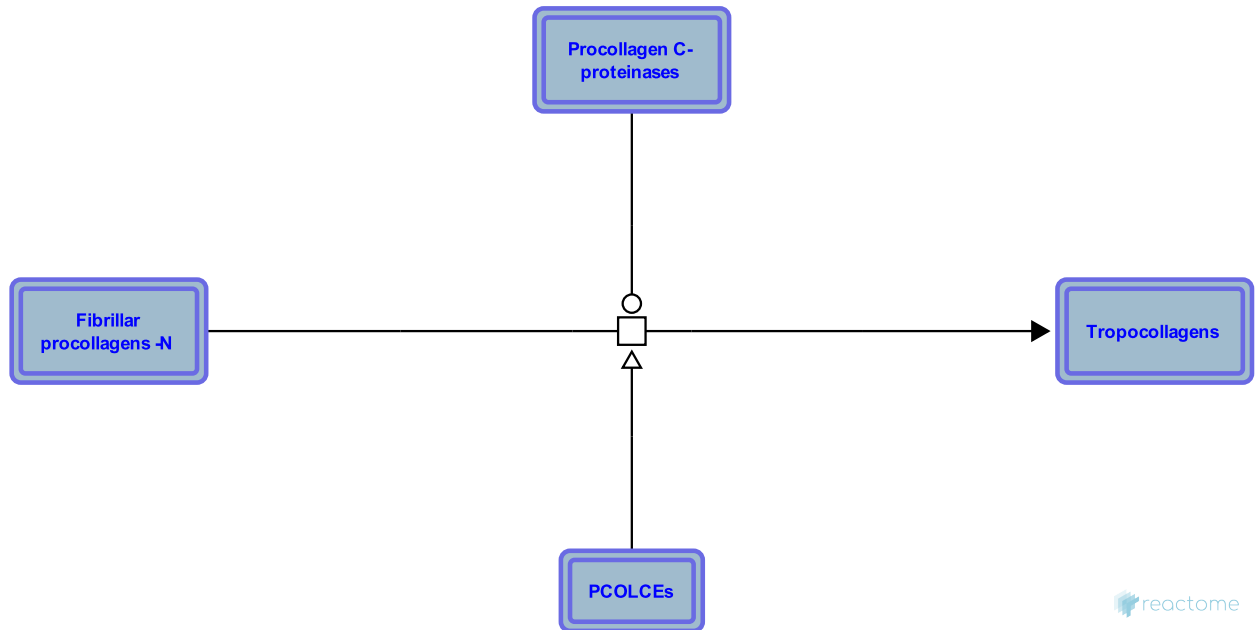 Procollagen C-
proteinases
Fibrillar
procollagens -N
Tropocollagens
PCOLCEs
reactome